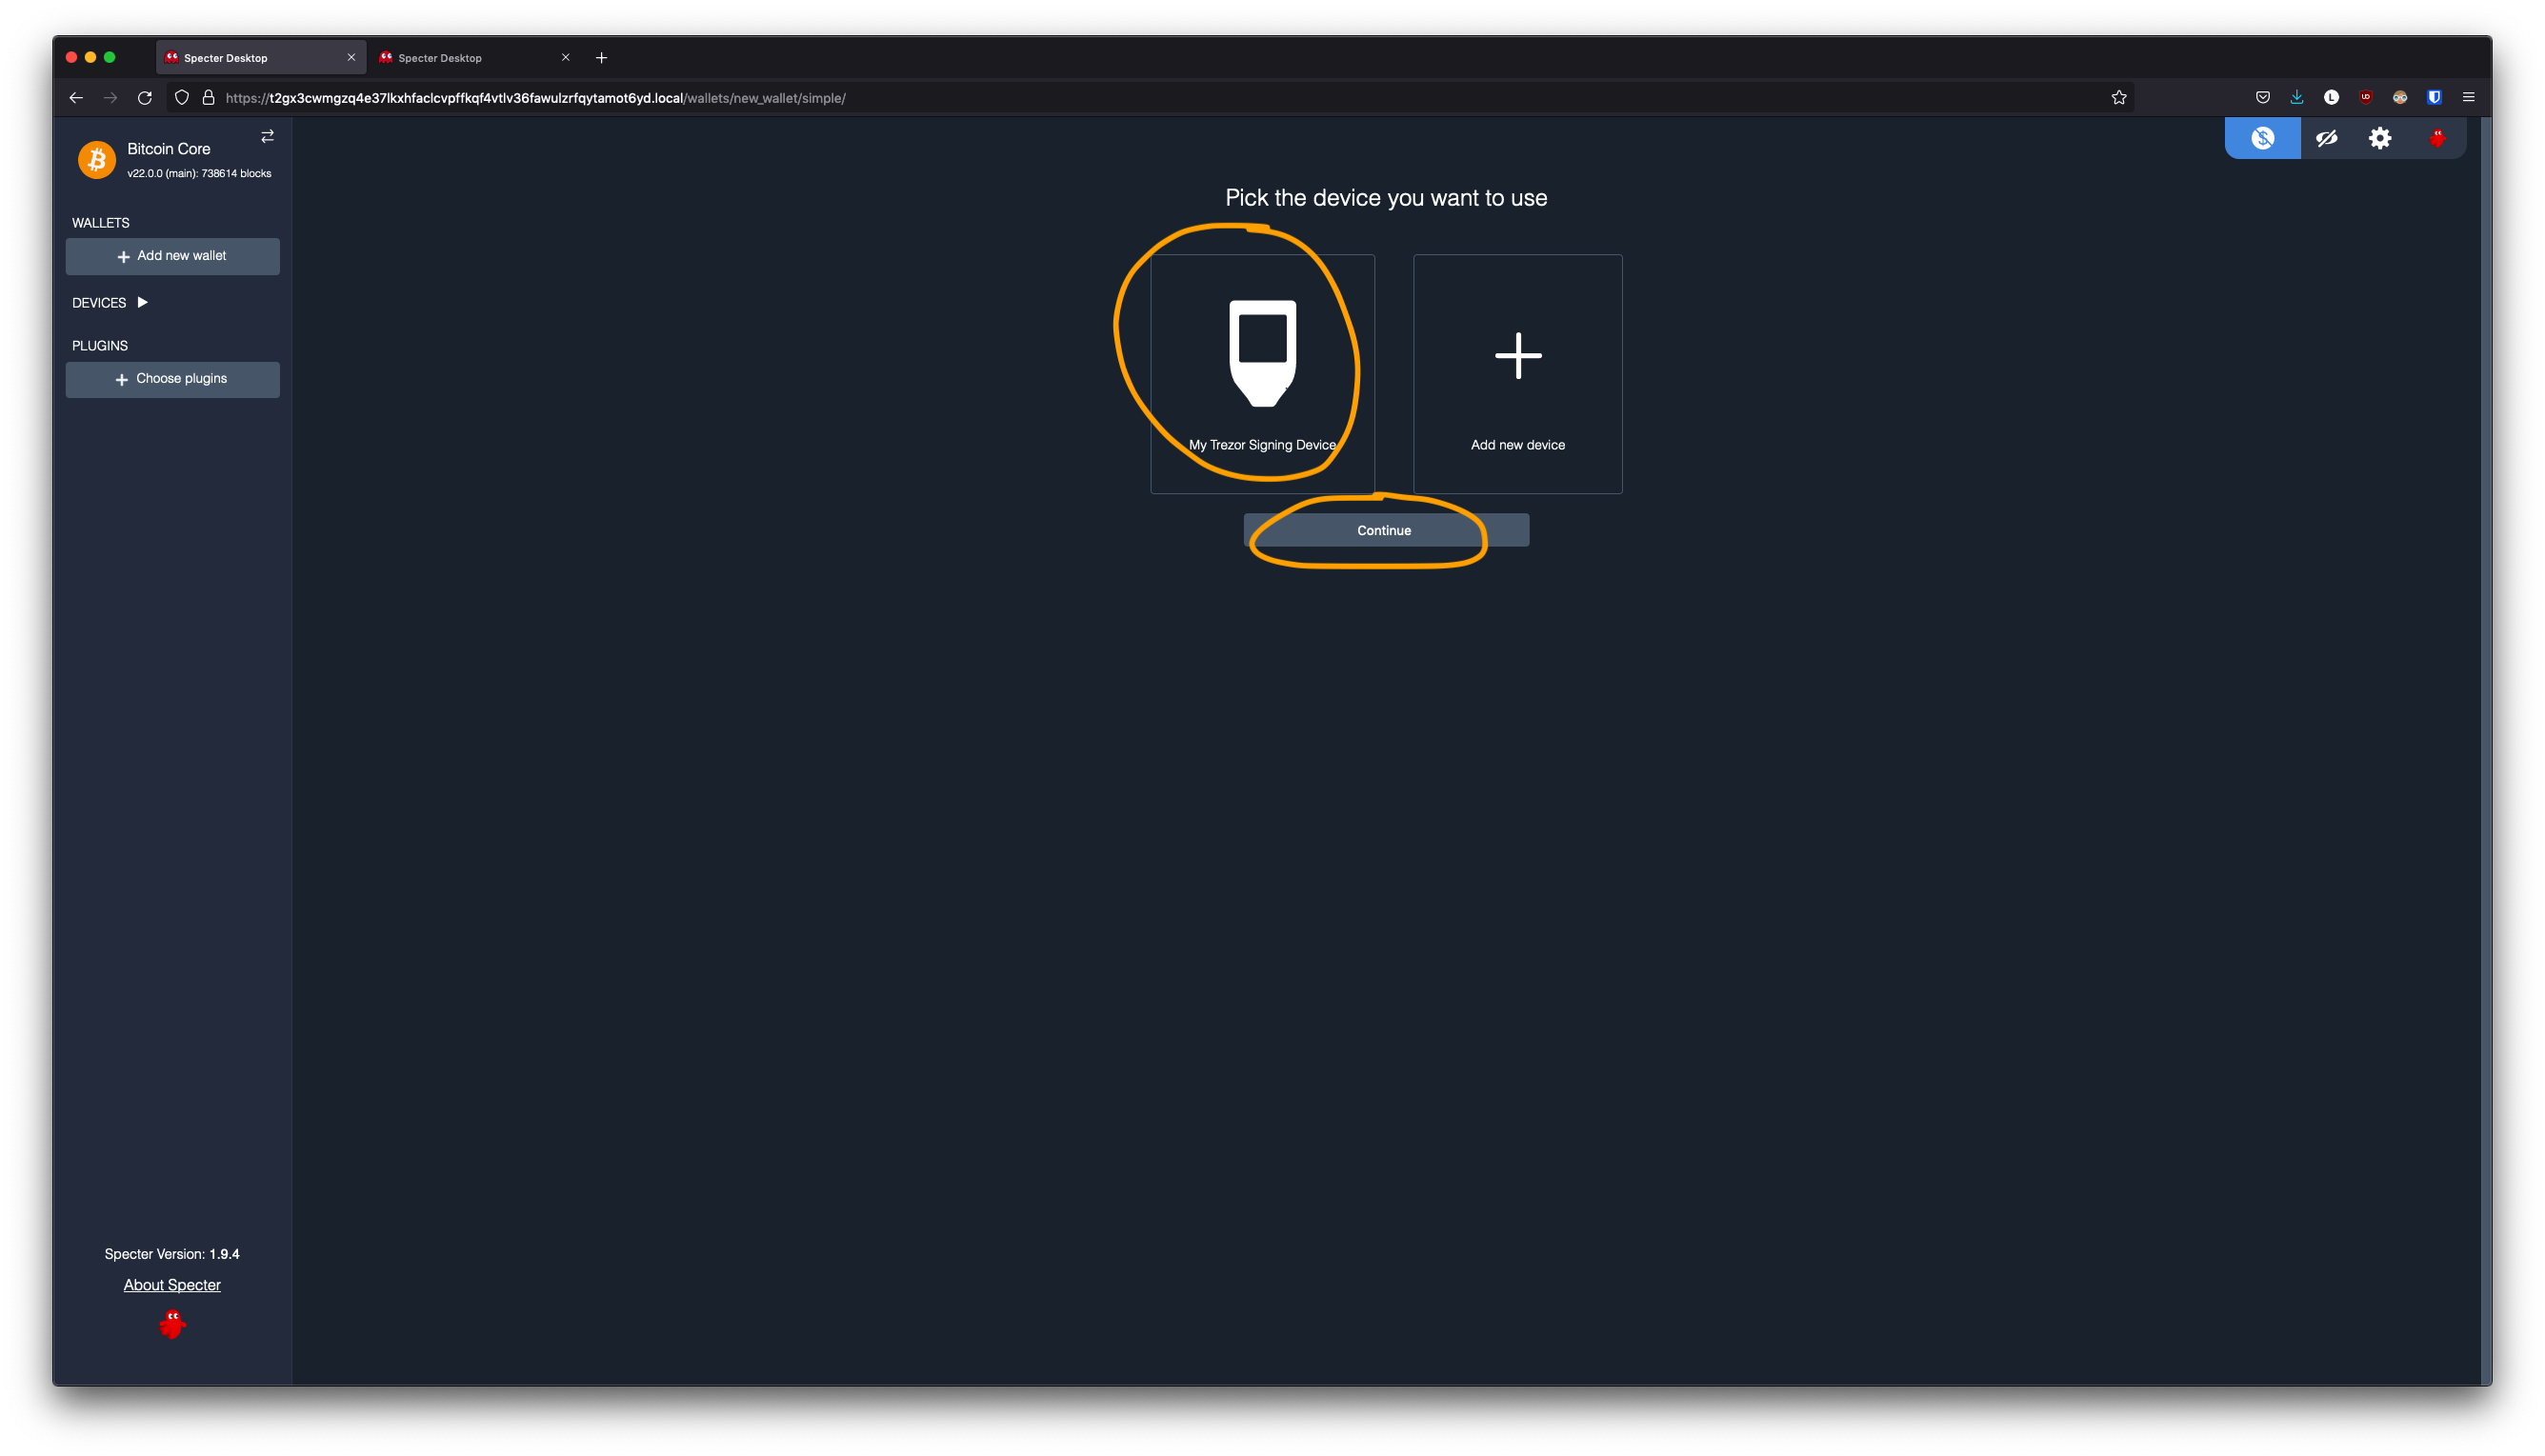 Specter Desktop
Specter Desktop
https://t2gx3cwmgzq4e37lkxhfaclcvpffkqf4vtlv36fawulzrfqytamot6yd.local/wallets/new_wallet/simple/
Bitcoin Core
v22.0.0 (main): 738614 blocks
WALLETS
+ Add new wallet
DEVICES
PLUGINS
+ Choose plugins
Pick the device you want to use
My Trezor Signing Device
Add new device
Continue
Specter Version: 1.9.4
About Specter